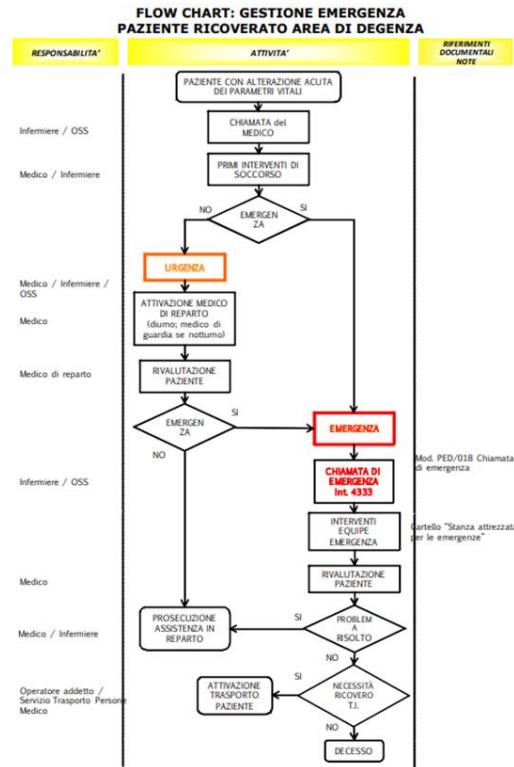 FLOW CHART: GESTIONE EMERGENZA
PAZIENTE RICOVERATO AREA DI DEGENZA
RESPONSABILITA'
ATTIVITA'
RIFERIMENTI
DOCUMENTALI
NOTE
PAZIENTE CON ALTERAZIONE ACUTA
DEI PARAMETRI VITALI
Infermiere / OSS
CHIAMATA del
MEDICO
Medico / Infermiere
PRIMI INTERVENTI DI
SOCCORSO
NO
EMERGEN
ZA
SI
URGENZA
Medico / Infermiere /
OSS
Medico
ATTIVAZIONE MEDICO
DI REPARTO
(diurno; medico di
guardia se notturno)
Medico di reparto
RIVALUTAZIONE
PAZIENTE
EMERGEN
ZA
SI
NO
EMERGENZA
Mod. PED/018 Chiamata
di emergenza
Infermiere / OSS
CHIAMATA DI
EMERGENZA
Int. 4333
INTERVENTI
EQUIPE
EMERGENZA
Cartello "Stanza attrezzata
per le emergenze"
Medico
RIVALUTAZIONE
PAZIENTE
Medico / Infermiere
PROSECUZIONE
ASSISTENZA IN
REPARTO
SI
PROBLEM
A
RISOLTO
NO
Operatore addetto /
Servizio Trasporto Persone
Medico
ATTIVAZIONE
TRASPORTO
PAZIENTE
SI
NECESSITÀ
RICOVERO
T.I.
NO
DECESSO